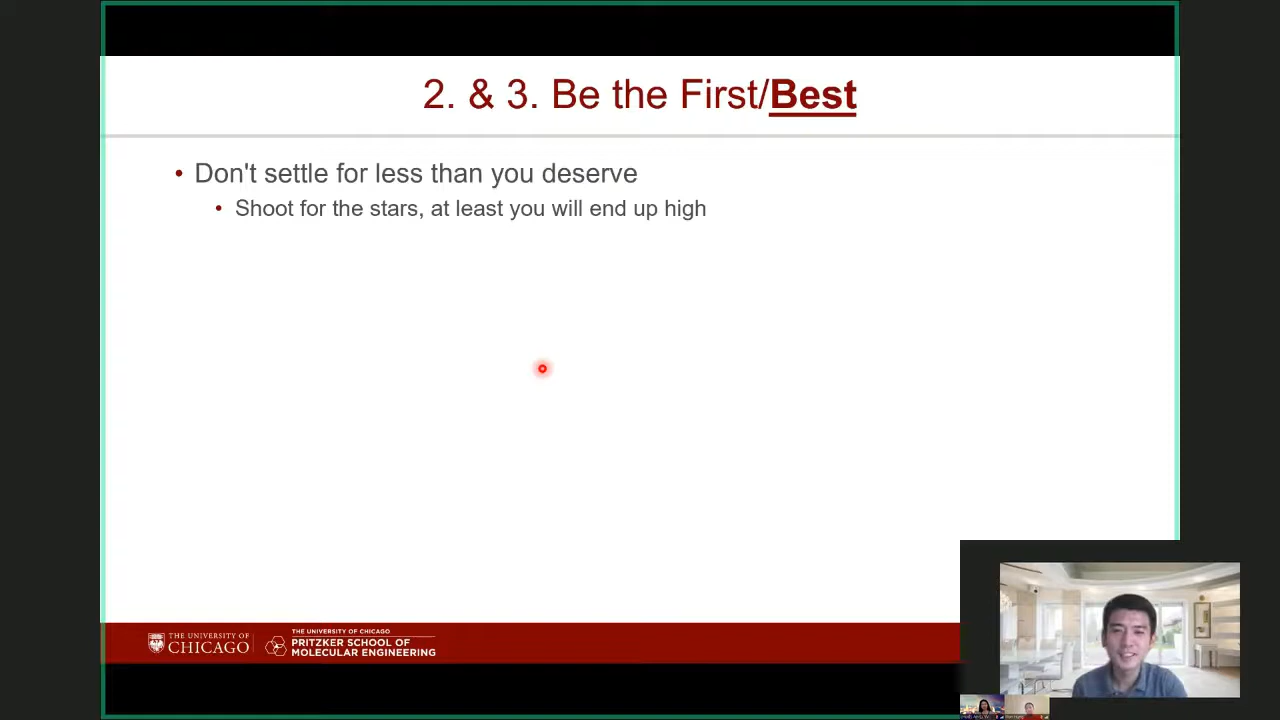 2. & 3. Be the First/Best
• Don't settle for less than you deserve
• Shoot for the stars, at least you will end up high
THE UNIVERSITY OF
CHICAGO
THE UNIVERSITY OF CHICAGO
PRITZKER SCHOOL OF
MOLECULAR ENGINEERING